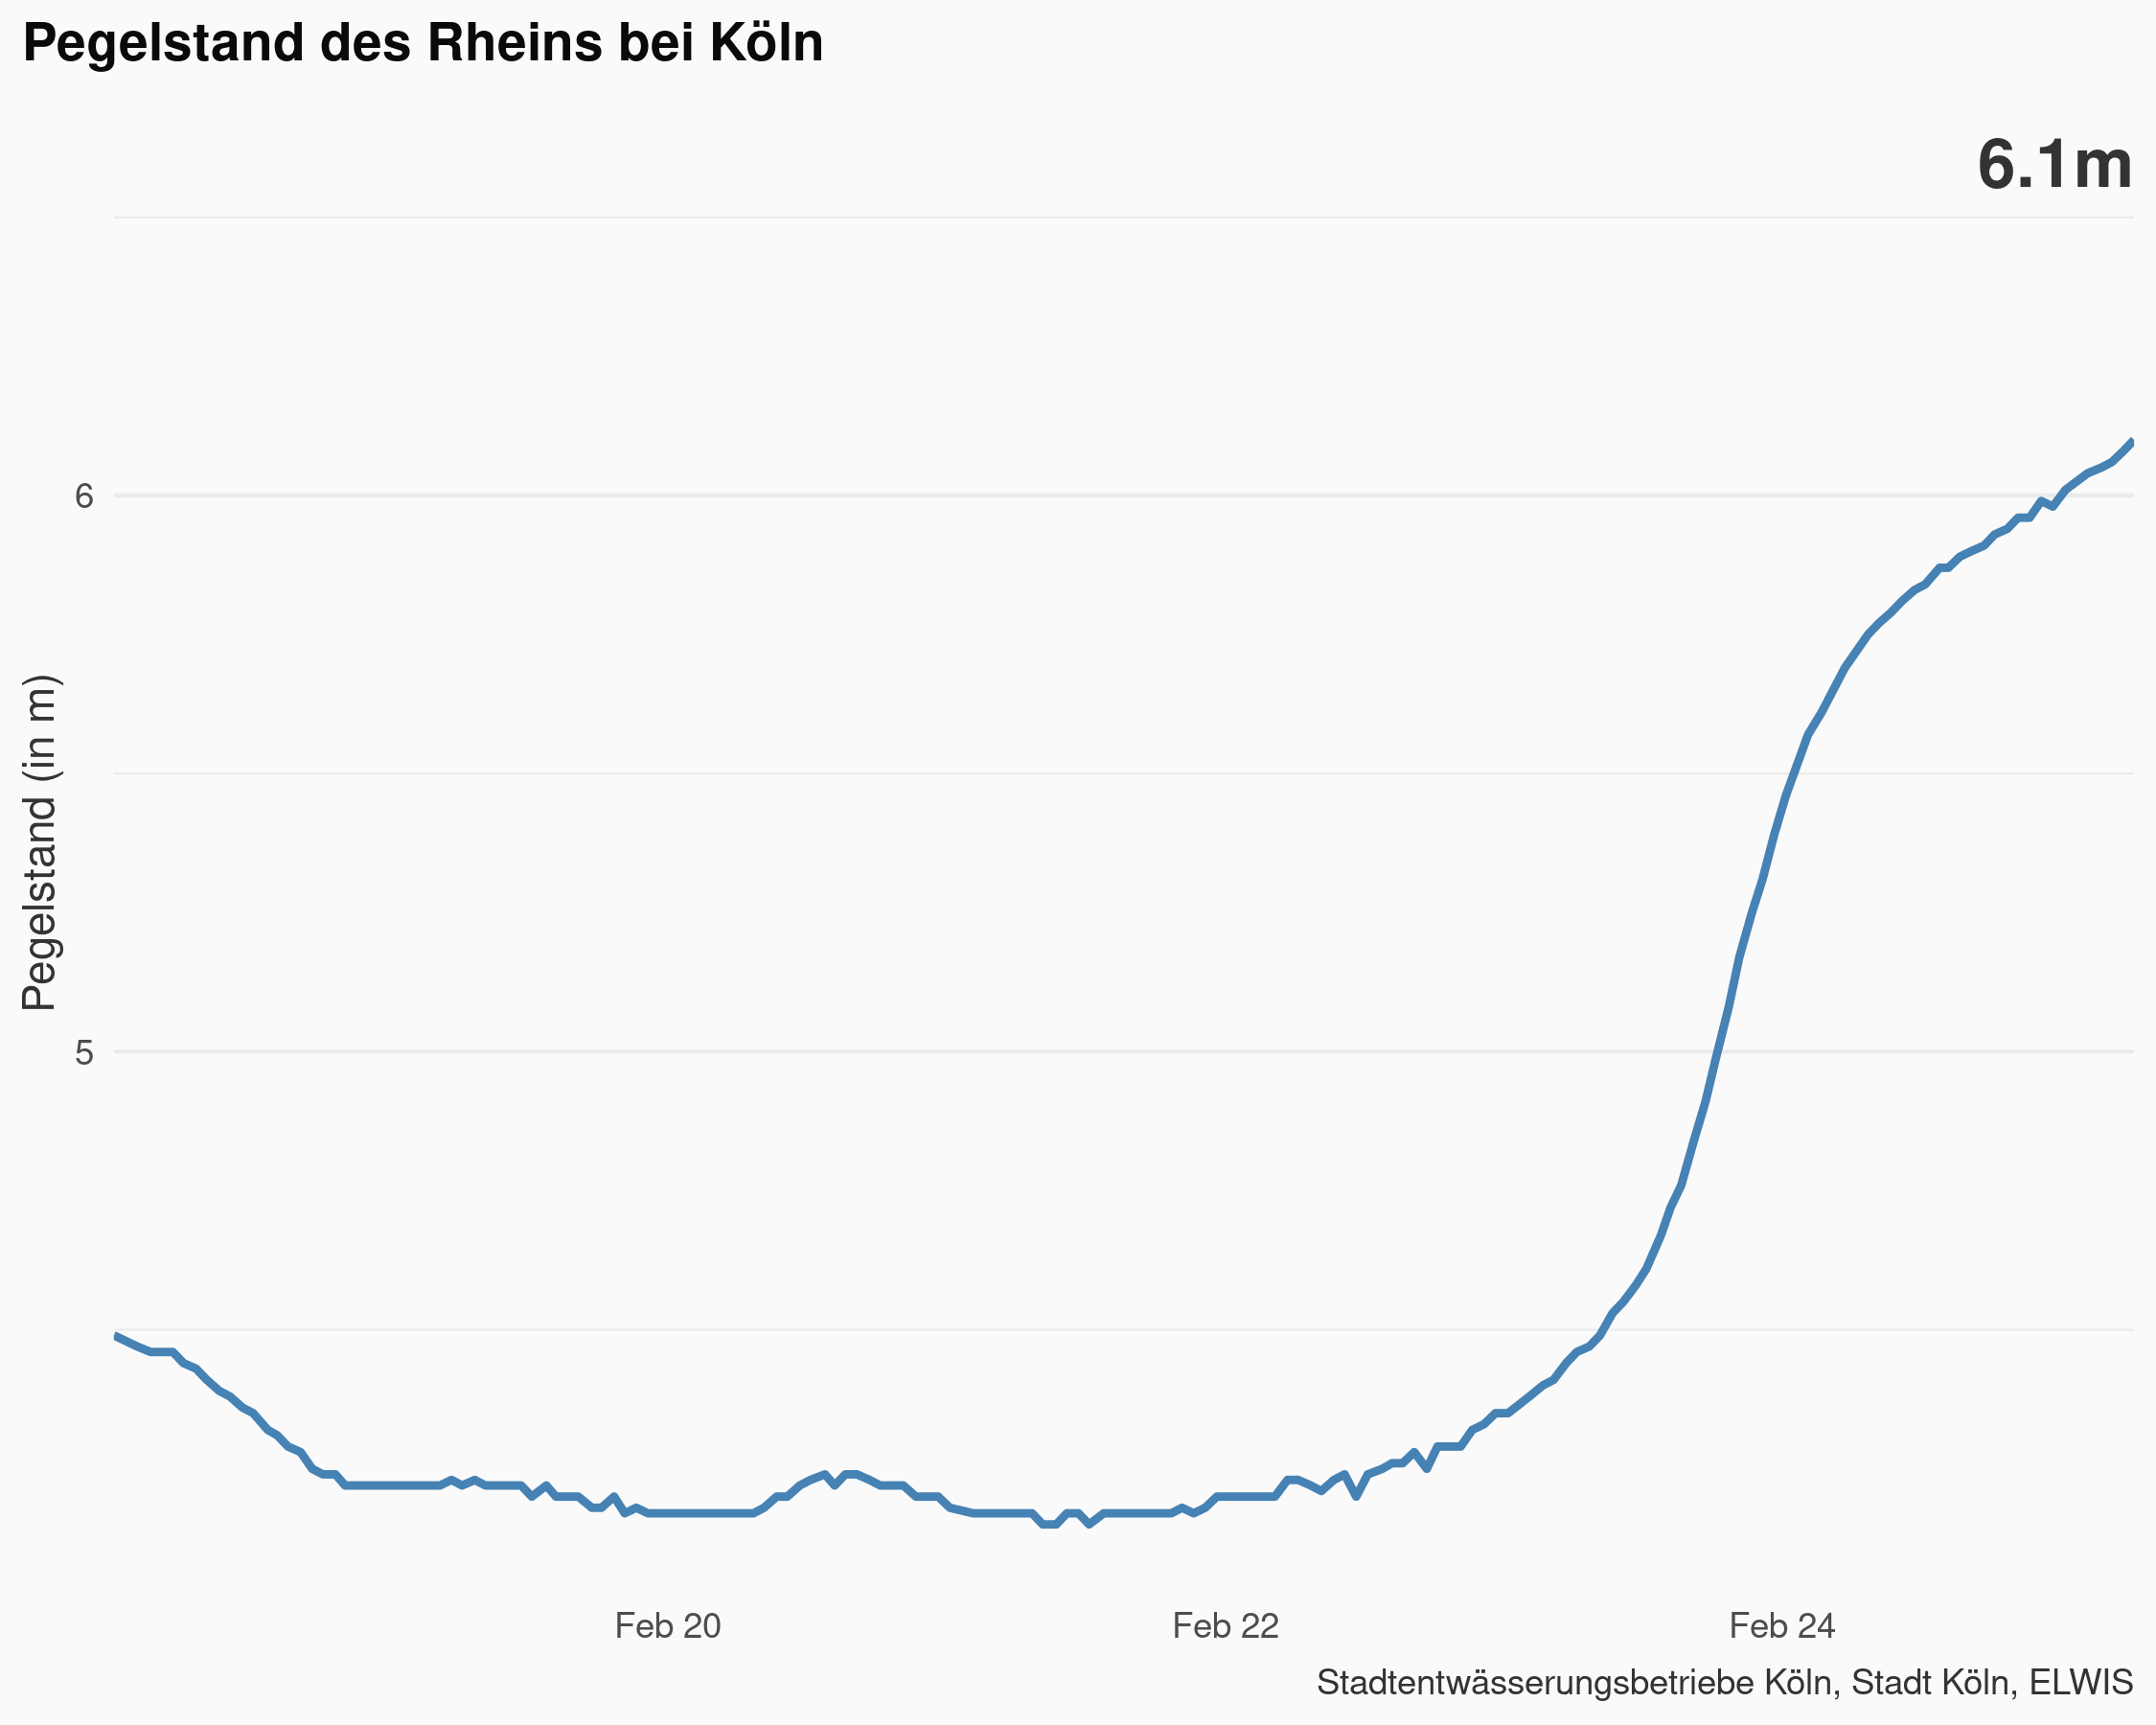 Pegelstand des Rheins bei Köln
6.1m
Pegelstand (in m)
6
5
Feb 20
Feb 22
Feb 24
Stadtentwässerungsbetriebe Köln, Stadt Köln, ELWIS